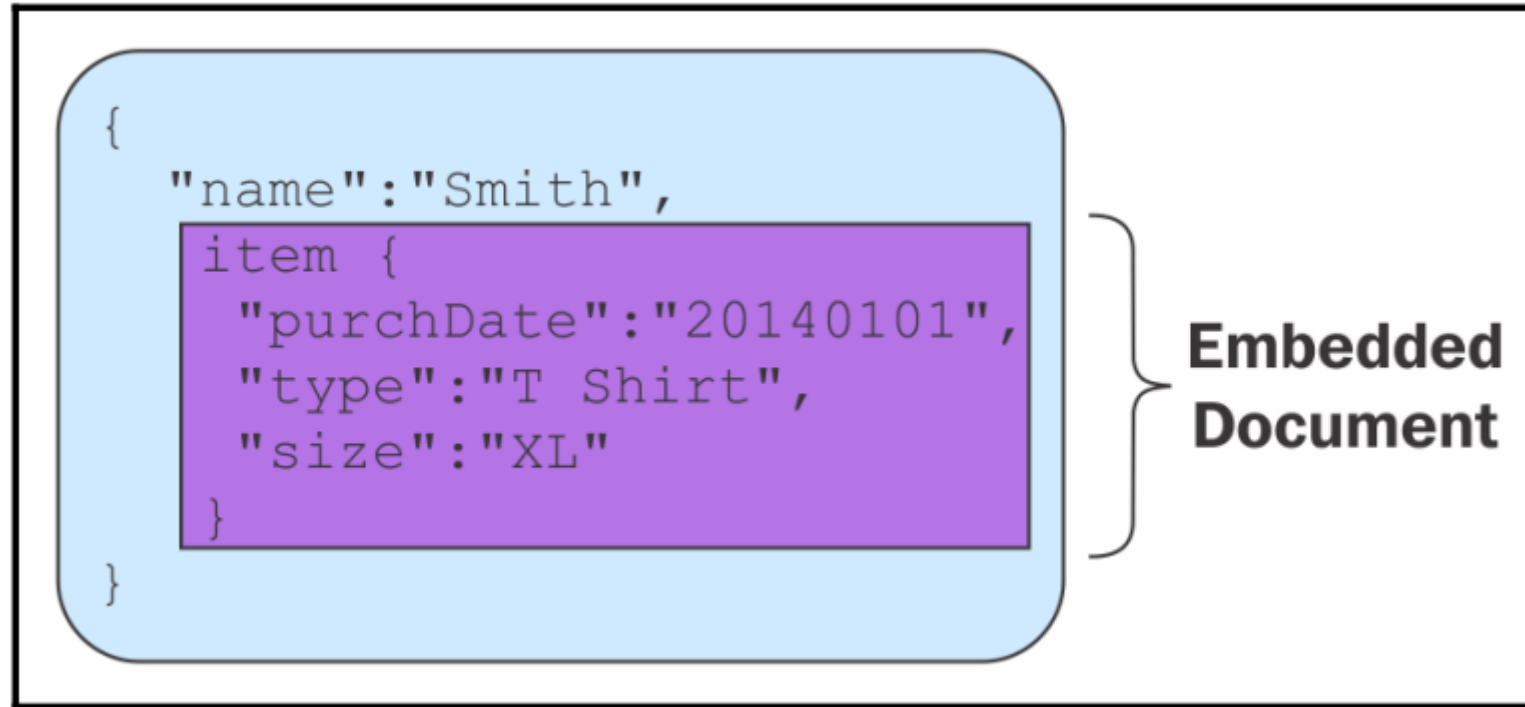 {
"name":"Smith",
item {
"purchDate":"20140101",
"type":"T Shirt",
"size":"XL"
}
}
Embedded
Document